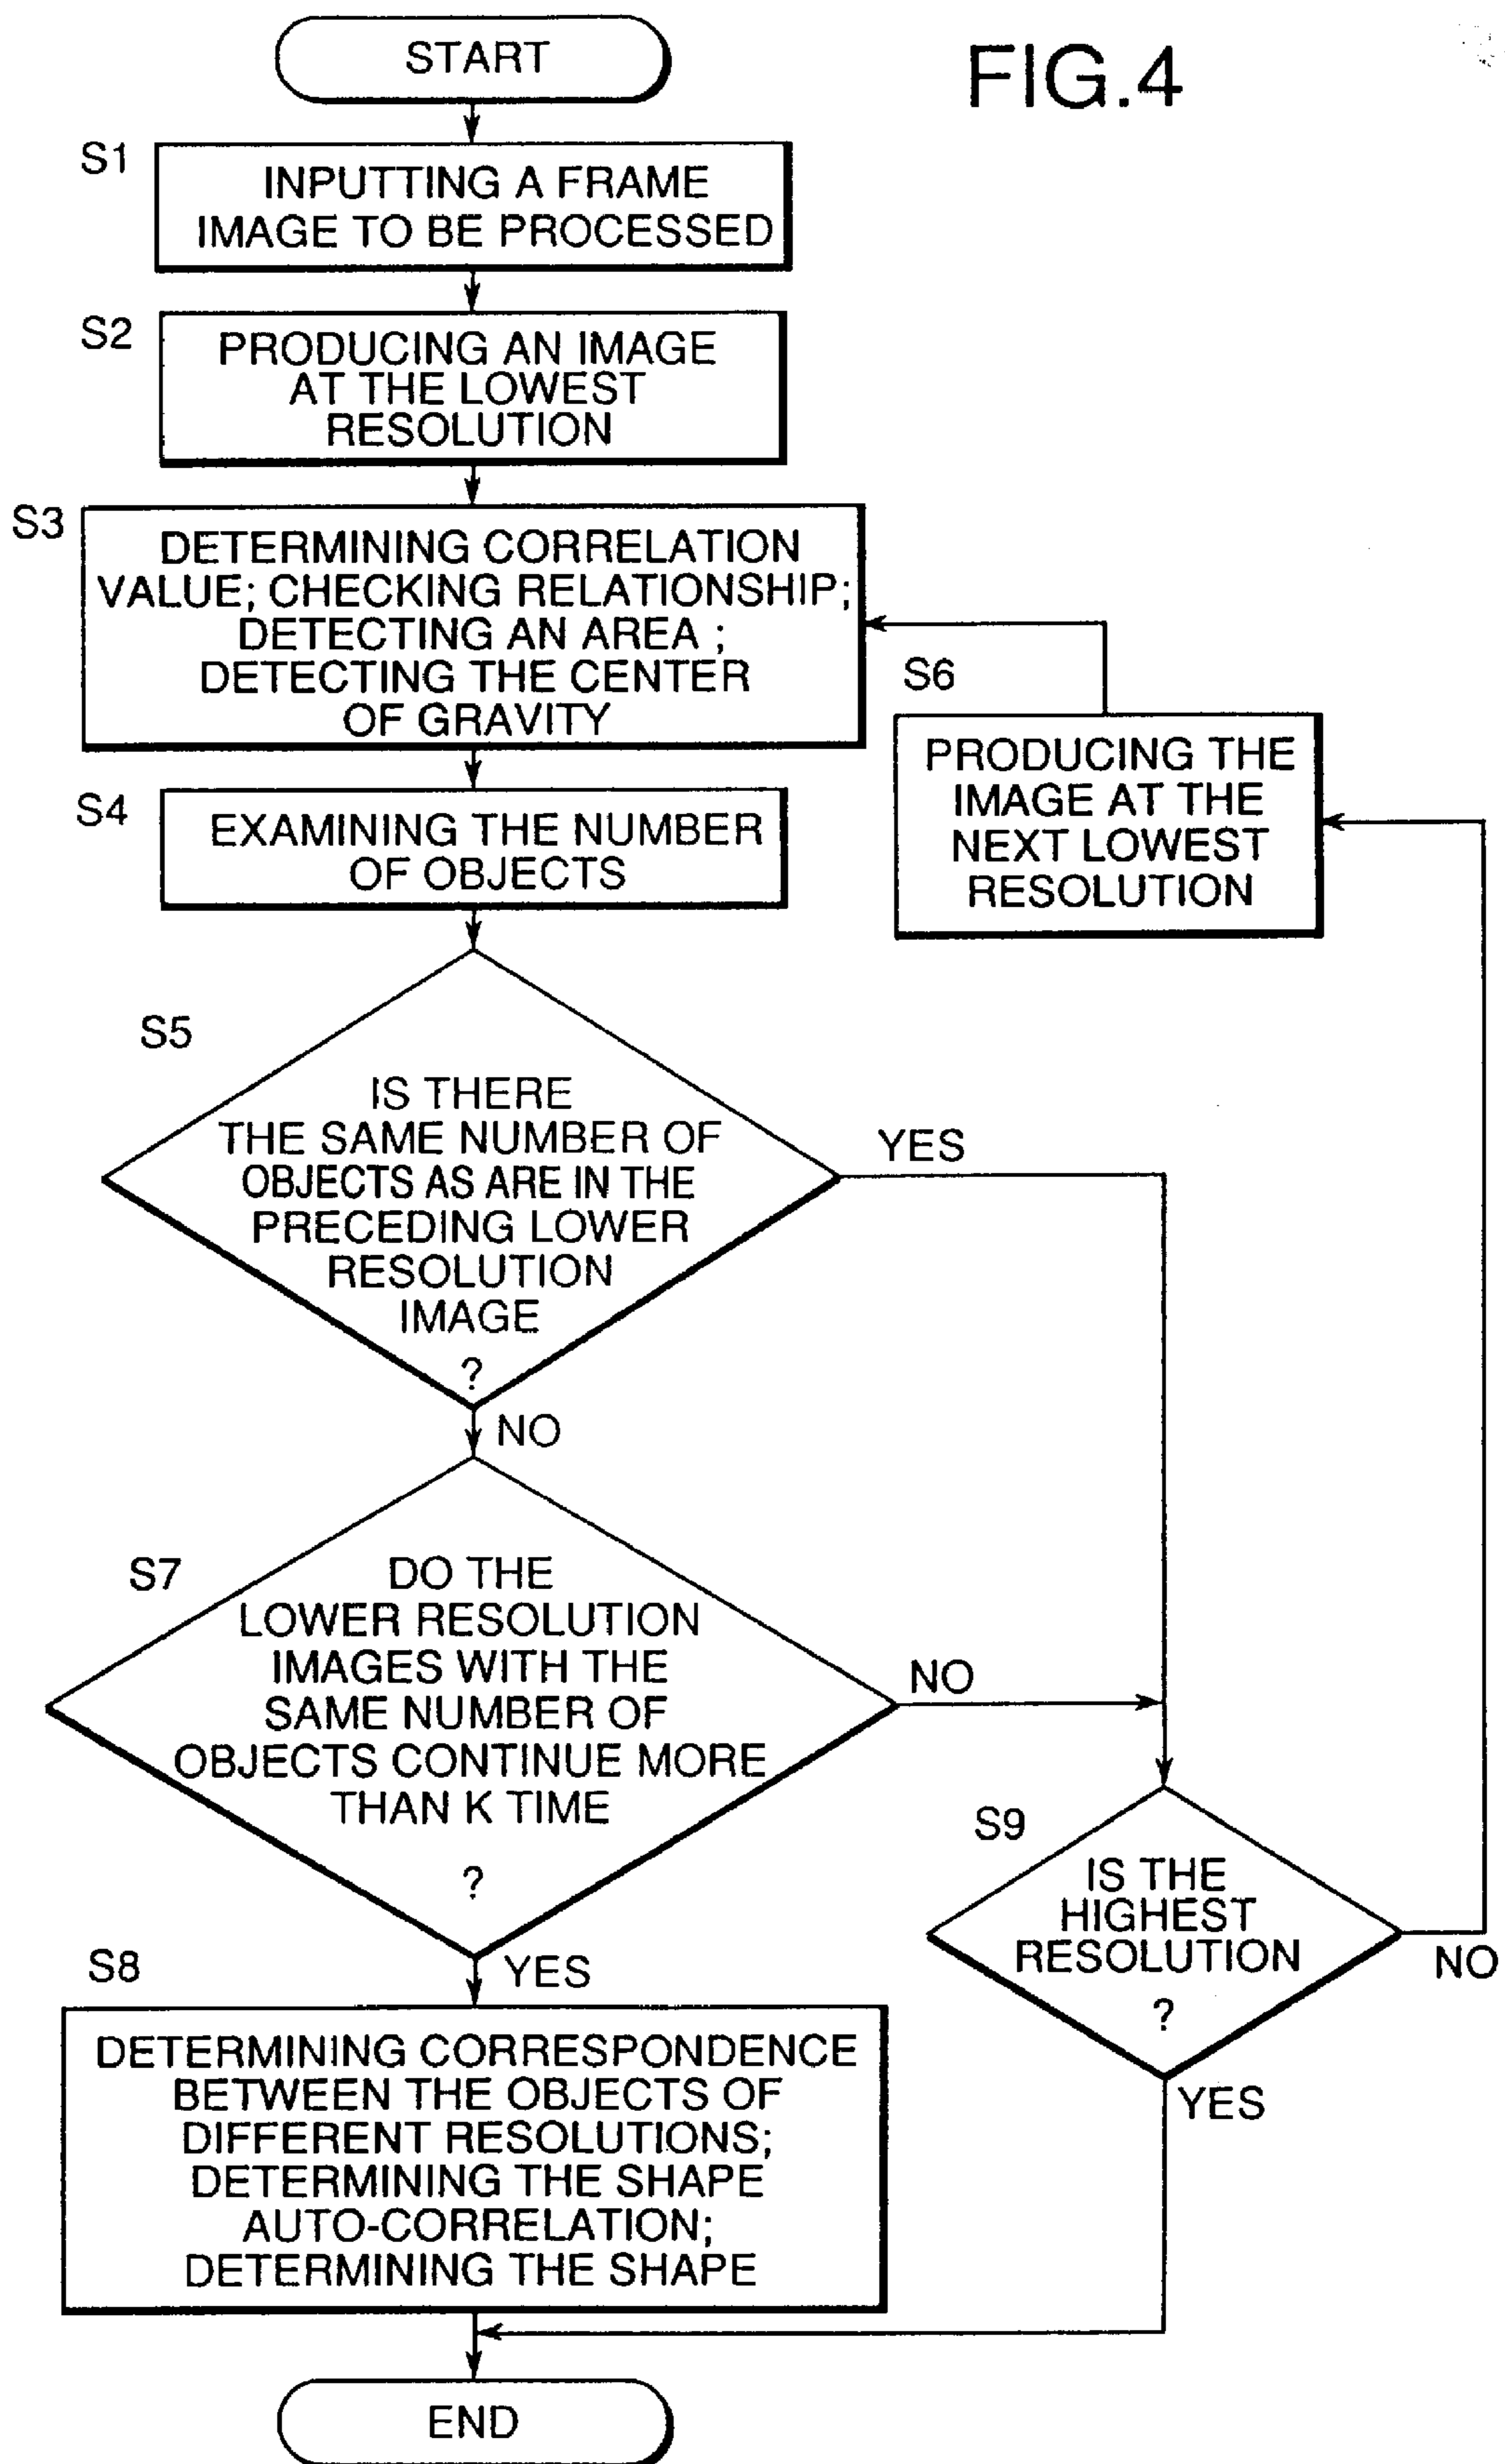 FIG.4
START
S1
INPUTTING A FRAME
IMAGE TO BE PROCESSED
S2
PRODUCING AN IMAGE
AT THE LOWEST
RESOLUTION
S3
DETERMINING CORRELATION
VALUE; CHECKING RELATIONSHIP;
DETECTING AN AREA ;
DETECTING THE CENTER
OF GRAVITY
S6
PRODUCING THE
IMAGE AT THE
NEXT LOWEST
RESOLUTION
S4
EXAMINING THE NUMBER
OF OBJECTS
S5
IS THERE
THE SAME NUMBER OF
OBJECTS AS ARE IN THE
PRECEDING LOWER
RESOLUTION
IMAGE
?
YES
NO
S7
DO THE
LOWER RESOLUTION
IMAGES WITH THE
SAME NUMBER OF
OBJECTS CONTINUE MORE
THAN K TIME
?
NO
YES
S9
IS THE
HIGHEST
RESOLUTION
?
NO
YES
S8
DETERMINING CORRESPONDENCE
BETWEEN THE OBJECTS OF
DIFFERENT RESOLUTIONS;
DETERMINING THE SHAPE
AUTO-CORRELATION;
DETERMINING THE SHAPE
END